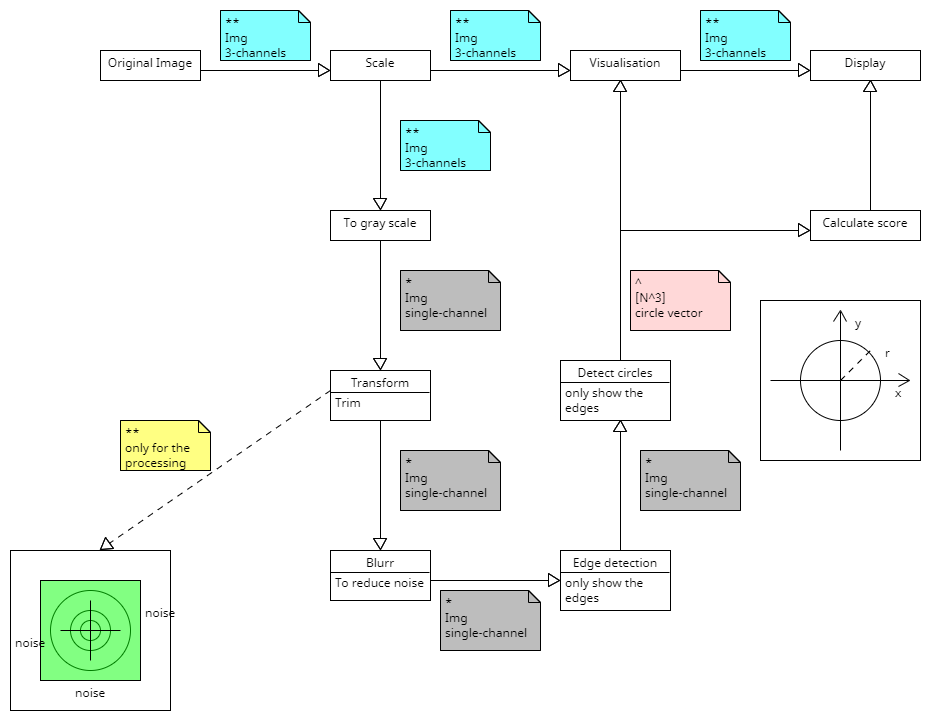 **
Img
3-channels
**
Img
3-channels
**
Img
3-channels
Original Image
Scale
Visualisation
Display
**
Img
3-channels
To gray scale
Calculate score
*
Img
single-channel
^
[N^3]
circle vector
y
r
x
Transform
Trim
Detect circles
only show the
edges
**
only for the
processing
*
Img
single-channel
*
Img
single-channel
Blurr
To reduce noise
Edge detection
only show the
edges
*
Img
single-channel
noise
noise
noise